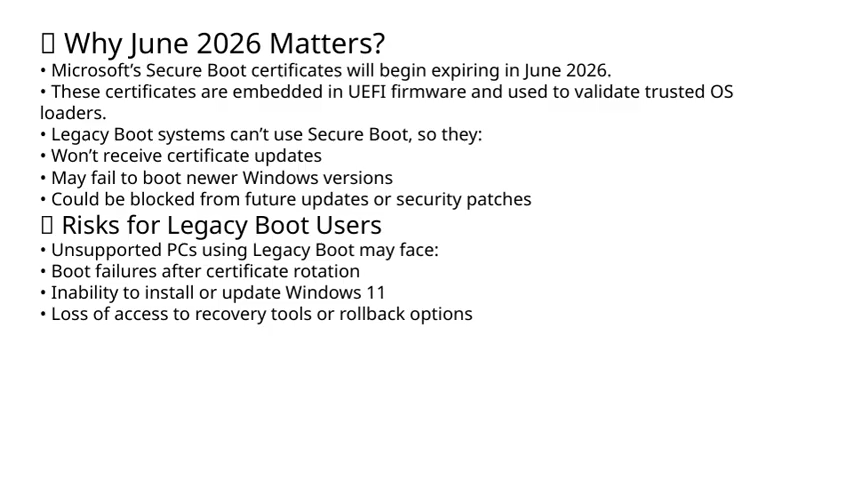 Why June 2026 Matters?
• Microsoft’s Secure Boot certificates will begin expiring in June 2026.
• These certificates are embedded in UEFI firmware and used to validate trusted OS
loaders.
• Legacy Boot systems can’t use Secure Boot, so they:
• Won’t receive certificate updates
• May fail to boot newer Windows versions
• Could be blocked from future updates or security patches
Risks for Legacy Boot Users
• Unsupported PCs using Legacy Boot may face:
• Boot failures after certificate rotation
• Inability to install or update Windows 11
• Loss of access to recovery tools or rollback options